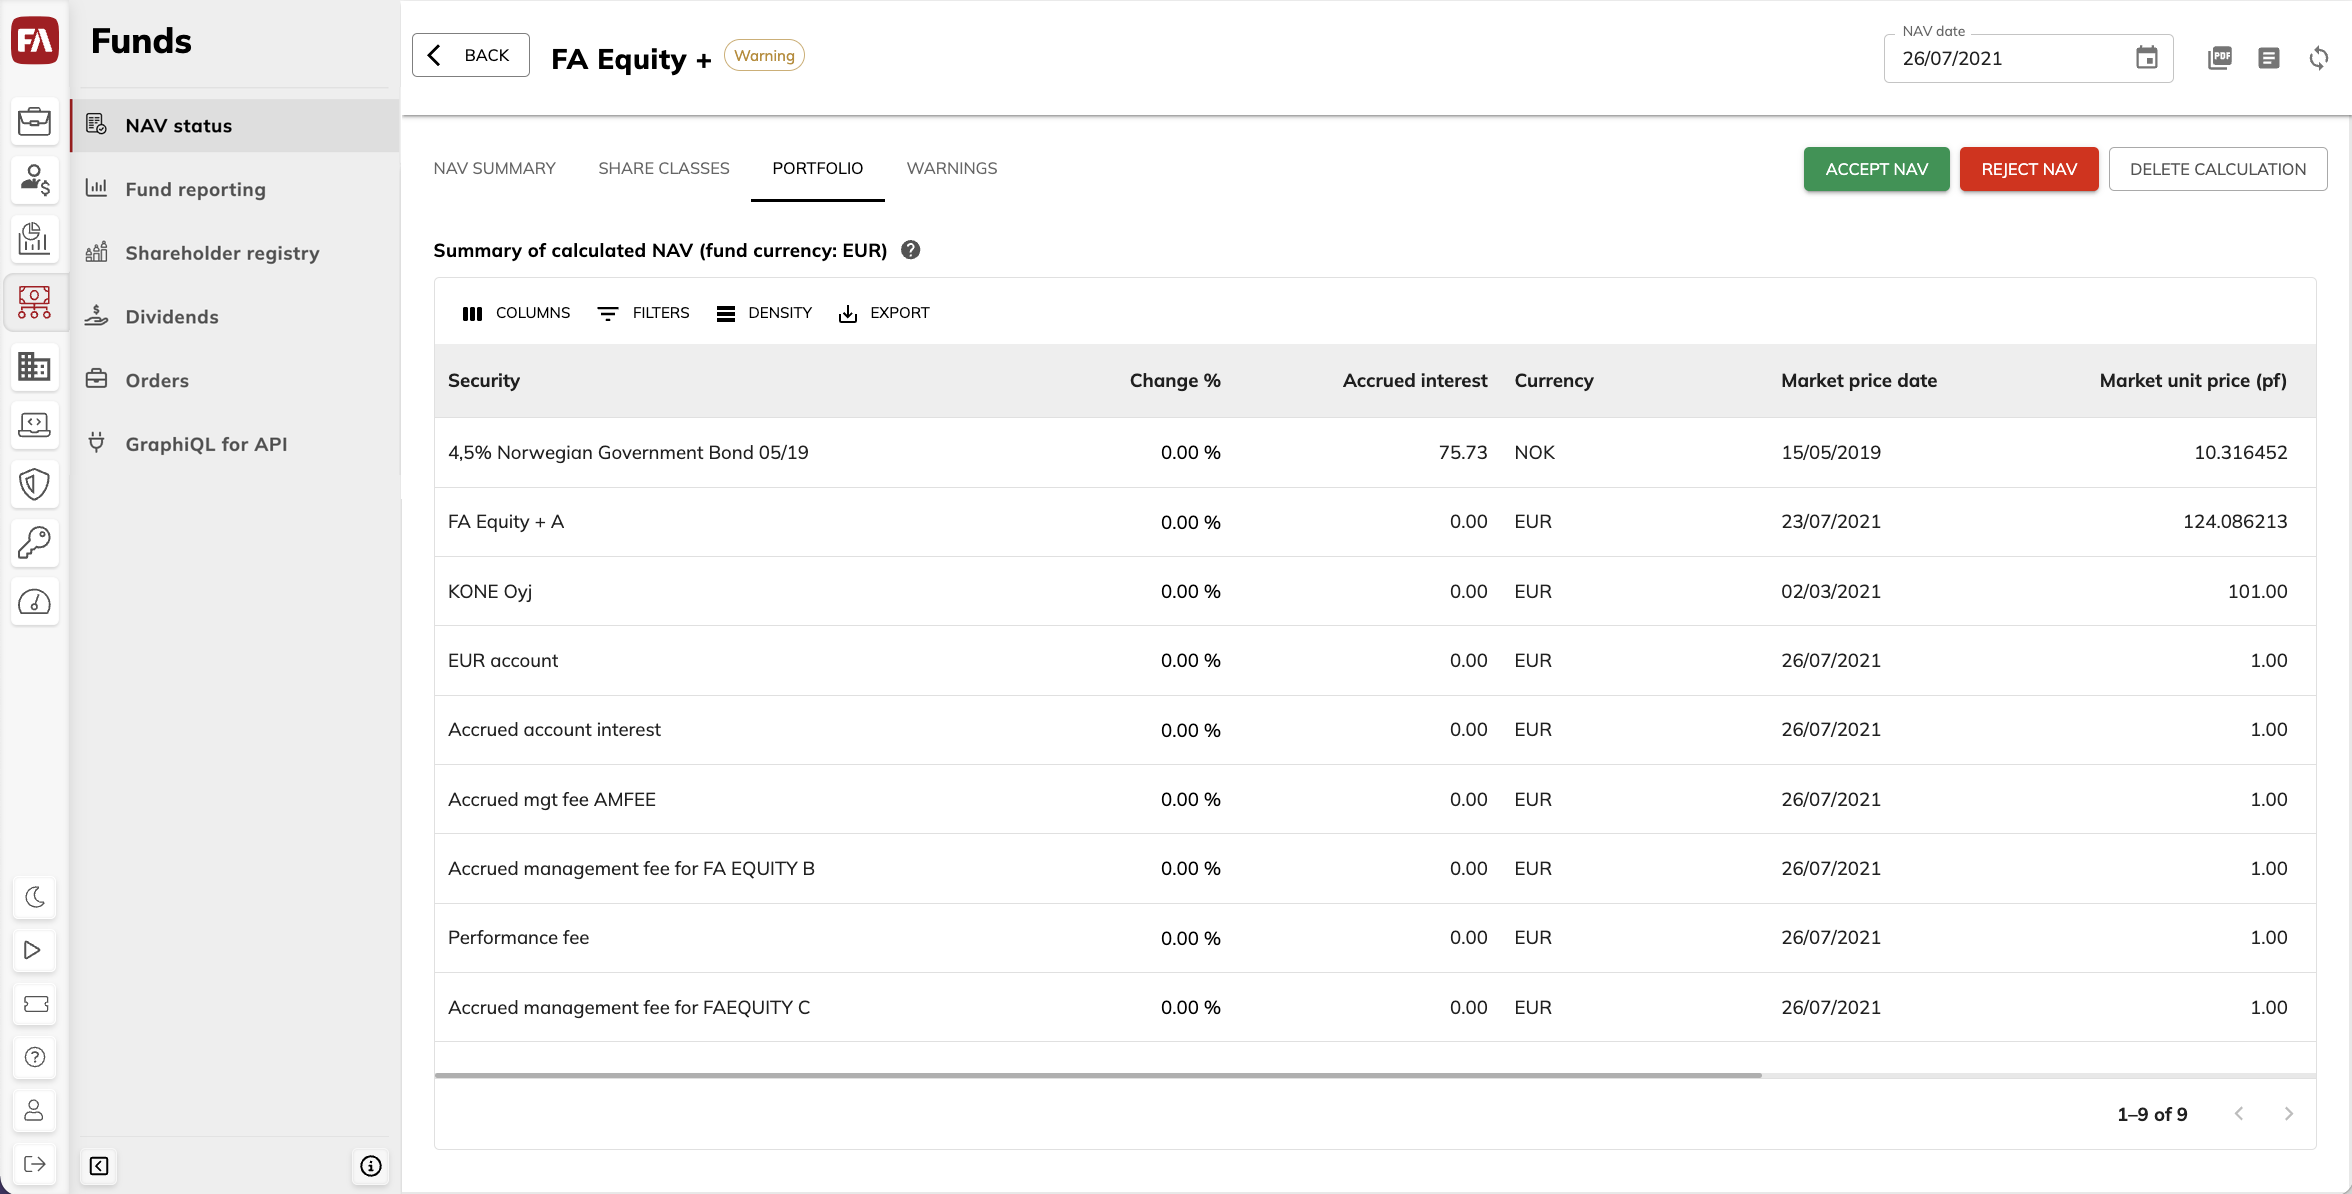 FA
Funds
NAV status
Fund reporting
Shareholder registry
Dividends
Orders
GraphiQL for API
BACK
FA Equity +
Warning
NAV date
26/07/2021
PDF
NAV SUMMARY SHARE CLASSES PORTFOLIO WARNINGS
ACCEPT NAV REJECT NAV DELETE CALCULATION
Summary of calculated NAV (fund currency: EUR) ?
COLUMNS FILTERS DENSITY EXPORT
Security Change % Accrued interest Currency Market price date Market unit price (pf)
4,5% Norwegian Government Bond 05/19 0.00 % 75.73 NOK 15/05/2019 10.316452
FA Equity + A 0.00 % 0.00 EUR 23/07/2021 124.086213
KONE Oyj 0.00 % 0.00 EUR 02/03/2021 101.00
EUR account 0.00 % 0.00 EUR 26/07/2021 1.00
Accrued account interest 0.00 % 0.00 EUR 26/07/2021 1.00
Accrued mgt fee AMFEE 0.00 % 0.00 EUR 26/07/2021 1.00
Accrued management fee for FA EQUITY B 0.00 % 0.00 EUR 26/07/2021 1.00
Performance fee 0.00 % 0.00 EUR 26/07/2021 1.00
Accrued management fee for FAEQUITY C 0.00 % 0.00 EUR 26/07/2021 1.00
1–9 of 9